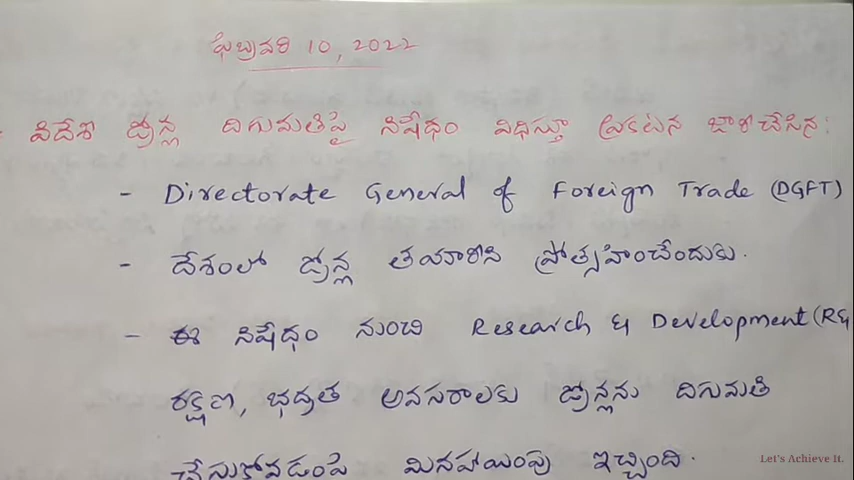 ఫిబ్రవరి 10, 2022
- విదేశీ డ్రోన్ల దిగుమతిపై నిషేధం విధిస్తూ ప్రకటన జారీచేసిన:
- Directorate General of Foreign Trade (DGFT)
- దేశంలో డ్రోన్ల తయారీని ప్రోత్సహించేందుకు.
- ఈ నిషేధం నుంచి Research & Development (R&
రక్షణ, భద్రత అవసరాలకు డ్రోన్లను దిగుమతి
చేసుకోవడంపై మినహాయింపు ఇచ్చింది.
Let's Achieve It.